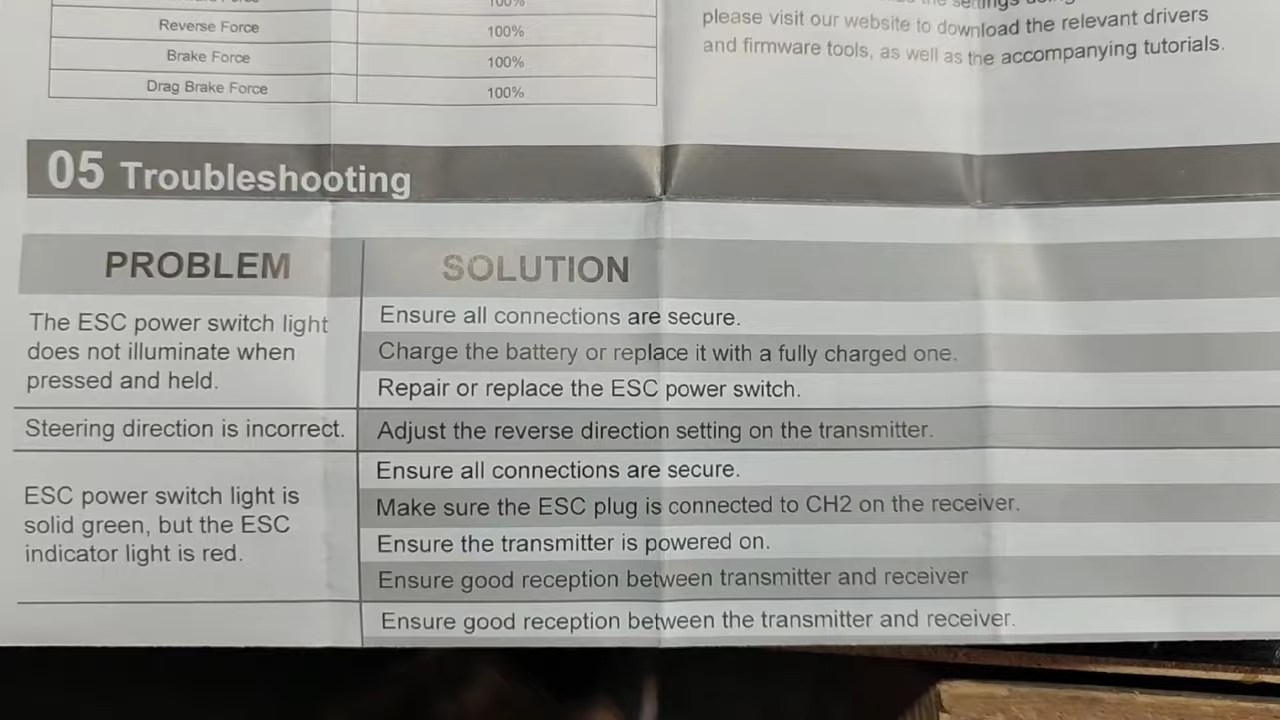 100%
Reverse Force
100%
Brake Force
100%
Drag Brake Force
100%
please visit our website to download the relevant drivers
and firmware tools, as well as the accompanying tutorials.
05 Troubleshooting
PROBLEM
SOLUTION
The ESC power switch light
does not illuminate when
pressed and held.
Ensure all connections are secure.
Charge the battery or replace it with a fully charged one.
Repair or replace the ESC power switch.
Steering direction is incorrect.
Adjust the reverse direction setting on the transmitter.
ESC power switch light is
solid green, but the ESC
indicator light is red.
Ensure all connections are secure.
Make sure the ESC plug is connected to CH2 on the receiver.
Ensure the transmitter is powered on.
Ensure good reception between transmitter and receiver
Ensure good reception between the transmitter and receiver.